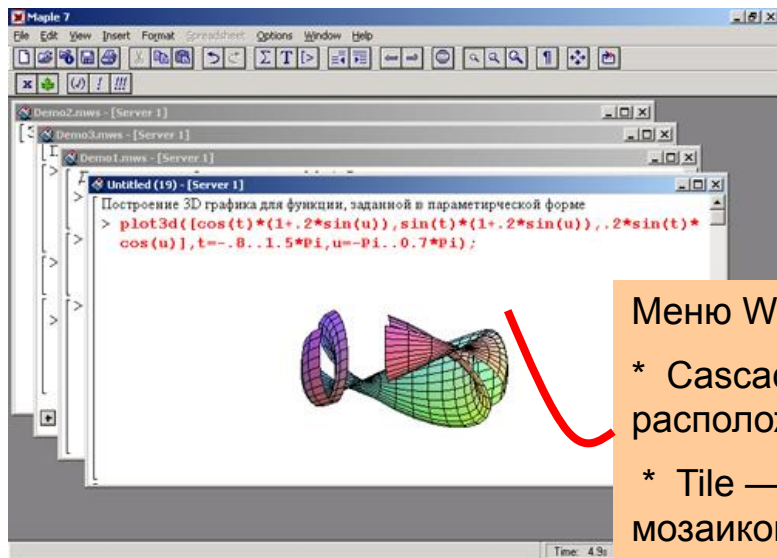 Maple 7
File Edit View Insert Format Spreadsheet Options Window Help
Demo2.mws - [Server 1]
Demo3.mws - [Server 1]
Demo1.mws - [Server 1]
Untitled (19) - [Server 1]
Построение 3D графика для функции, заданной в параметирческой форме
> plot3d([cos(t)*(1+.2*sin(u)),sin(t)*(1+.2*sin(u)),.2*sin(t)*
cos(u)],t=-.8..1.5*Pi,u=-Pi..0.7*Pi);
Меню W
* Casca
располо
* Tile —
мозаико
Time: 4.9s